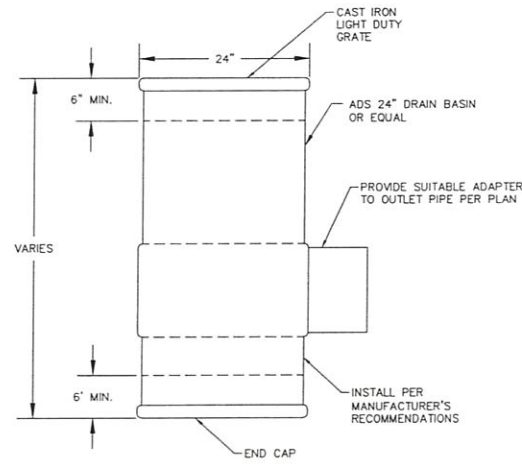 CAST IRON
LIGHT DUTY
GRATE
24"
6" MIN.
ADS 24" DRAIN BASIN
OR EQUAL
PROVIDE SUITABLE ADAPTER
TO OUTLET PIPE PER PLAN
VARIES
6' MIN.
INSTALL PER
MANUFACTURER'S
RECOMMENDATIONS
END CAP